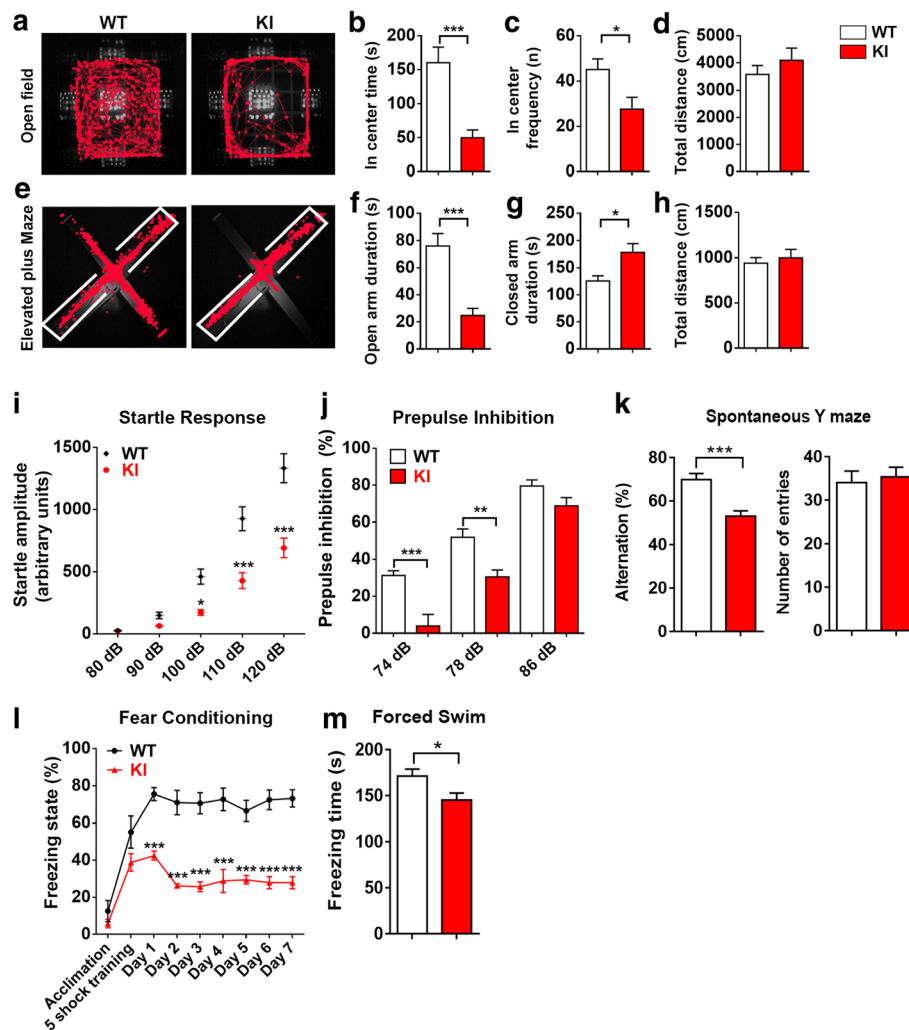 a
WT
KI
Open field
b
In center time (s)
200
150
100
50
0
***
c
In center
frequency (n)
60
40
20
0
*
d
Total distance (cm)
5000
4000
3000
2000
1000
0
WT
KI
e
Elevated plus Maze
f
Open arm duration (s)
100
80
60
40
20
0
***
g
Closed arm
duration (s)
250
200
150
100
50
0
*
h
Total distance (cm)
1500
1000
500
0
i
Startle Response
Startle amplitude
(arbitrary units)
1500
1000
500
0
WT
KI
*
***
***
80 dB
90 dB
100 dB
110 dB
120 dB
j
Prepulse Inhibition
Prepulse inhibition (%)
100
80
60
40
20
0
WT
KI
***
**
74 dB
78 dB
86 dB
k
Spontaneous Y maze
Alternation (%)
80
60
40
20
0
***
Number of entries
40
30
20
10
0
l
Fear Conditioning
Freezing state (%)
100
80
60
40
20
0
WT
KI
*** *** *** *** *** *** ***
Acclimation
5 shock training
Day 1
Day 2
Day 3
Day 4
Day 5
Day 6
Day 7
m
Forced Swim
Freezing time (s)
200
150
100
50
0
*